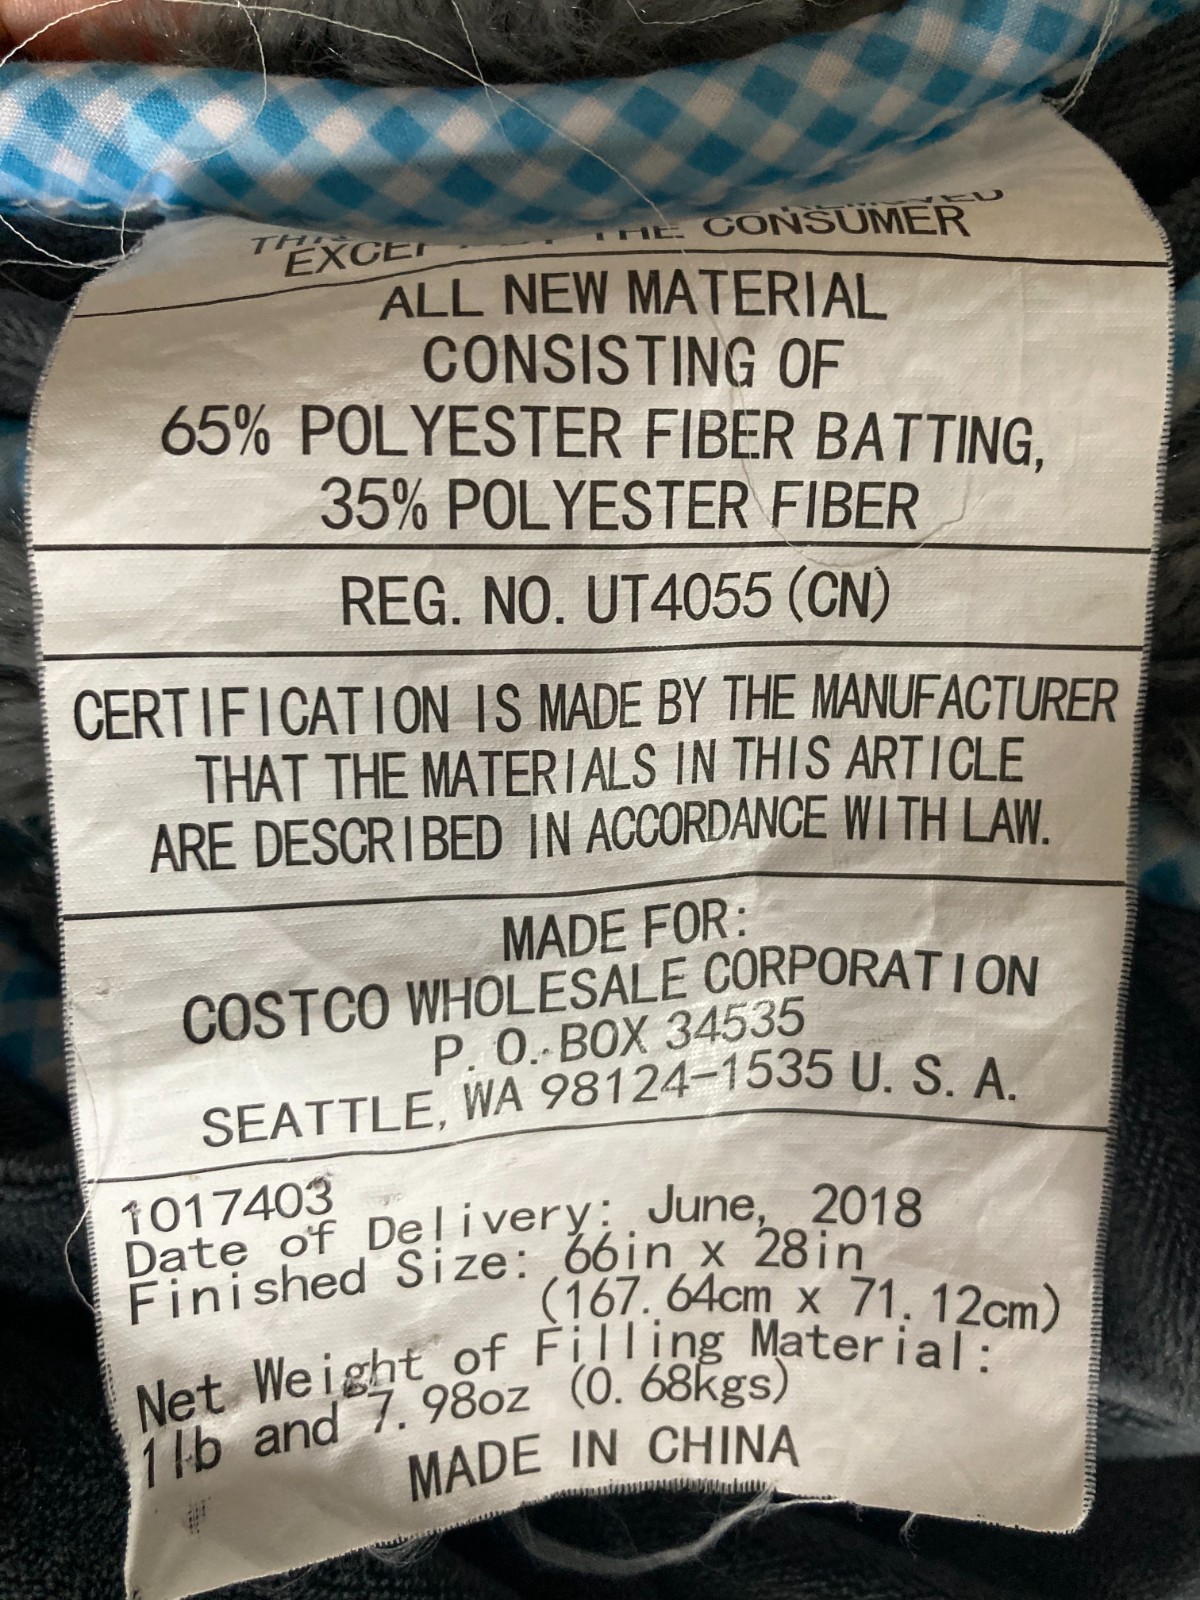 REMOVED
EXCEPT BY THE CONSUMER
ALL NEW MATERIAL
CONSISTING OF
65% POLYESTER FIBER BATTING,
35% POLYESTER FIBER
REG. NO. UT4055 (CN)
CERTIFICATION IS MADE BY THE MANUFACTURER
THAT THE MATERIALS IN THIS ARTICLE
ARE DESCRIBED IN ACCORDANCE WITH LAW.
MADE FOR:
COSTCO WHOLESALE CORPORATION
P. O. BOX 34535
SEATTLE, WA 98124-1535 U. S. A.
1017403
Date of Delivery: June, 2018
Finished Size: 66in x 28in
(167.64cm x 71.12cm)
Net Weight of Filling Material:
1lb and 7.98oz (0.68kgs)
MADE IN CHINA